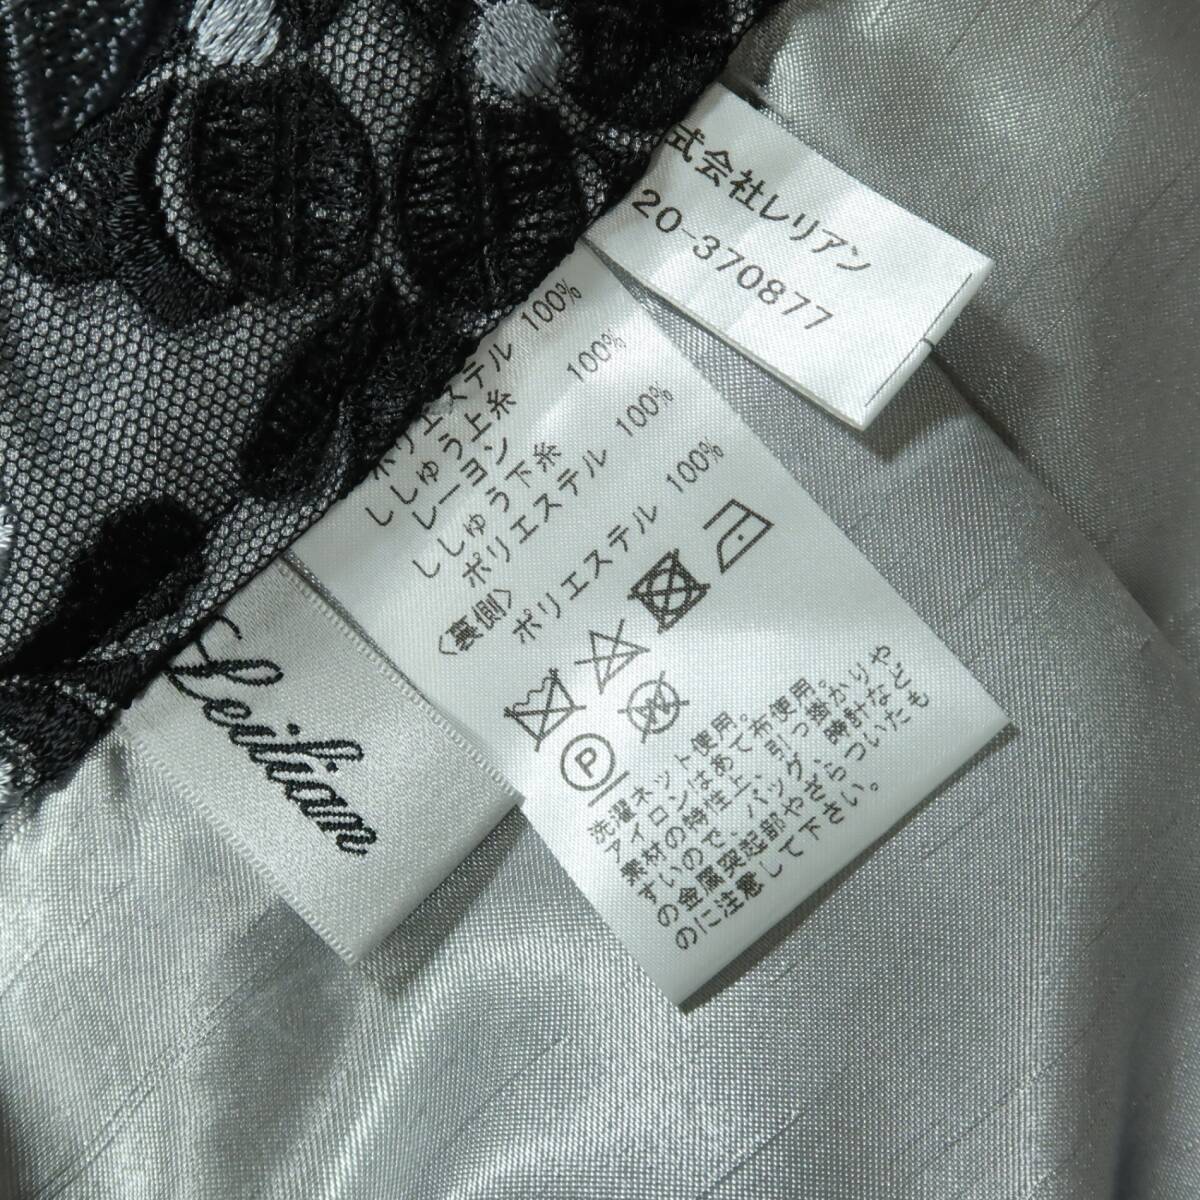 式会社レリアン
20-370877
ポリエステル 100%
ししゅう上糸
レーヨン 100%
ししゅう下糸
ポリエステル 100%
〈裏側〉
ポリエステル 100%
P
W
洗濯ネット使用。
アイロンはあて布使用。
素材の特性上、引っ掛かりや
すいので、バッグ、時計など
の金属突起部やざらついたも
のに注意して下さい。
Leilian